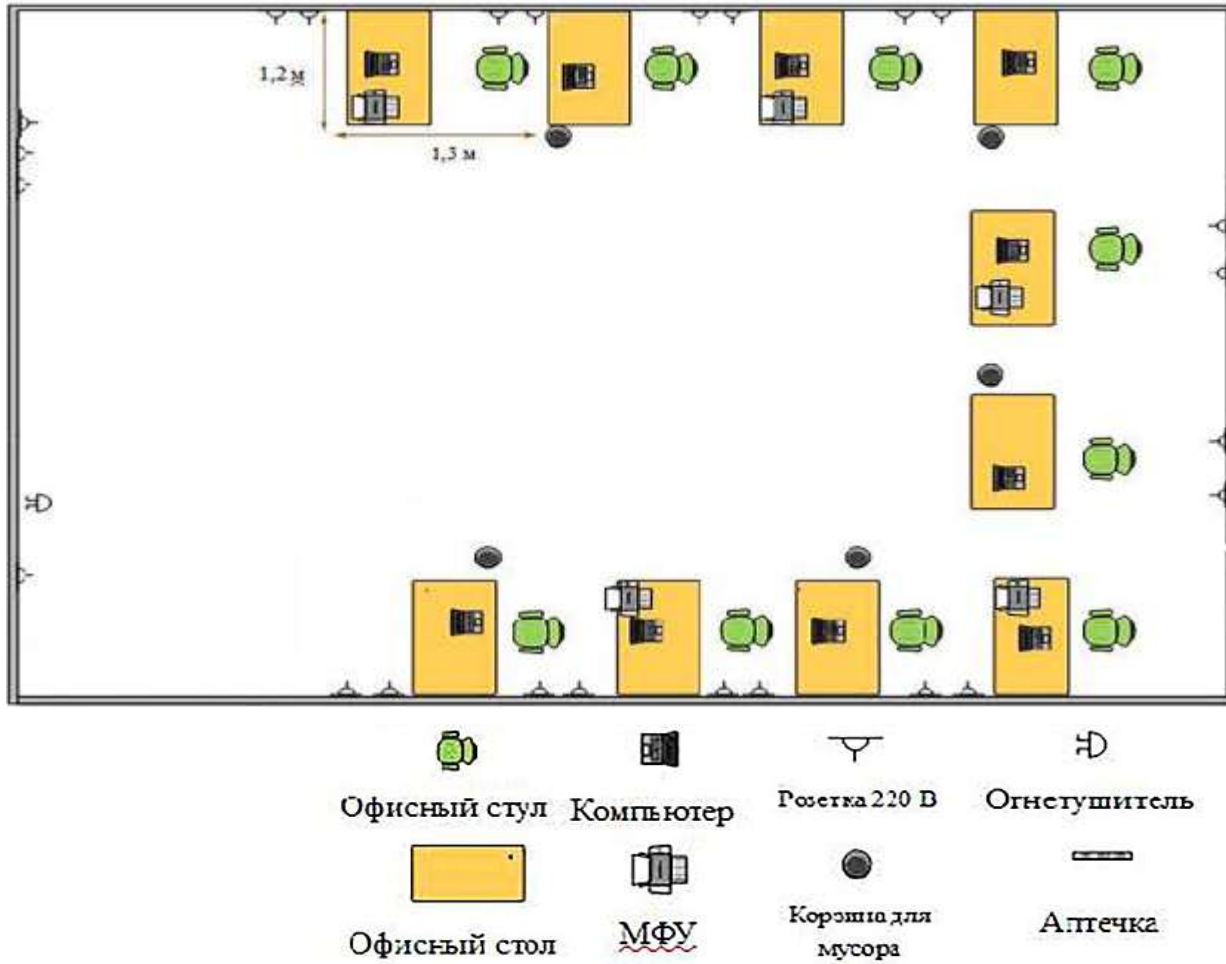 1,2 м
1,3 м
Офисный стул
Компьютер
Розетка 220 В
Огнетушитель
Офисный стол
МФУ
Корзина для
мусора
Аптечка